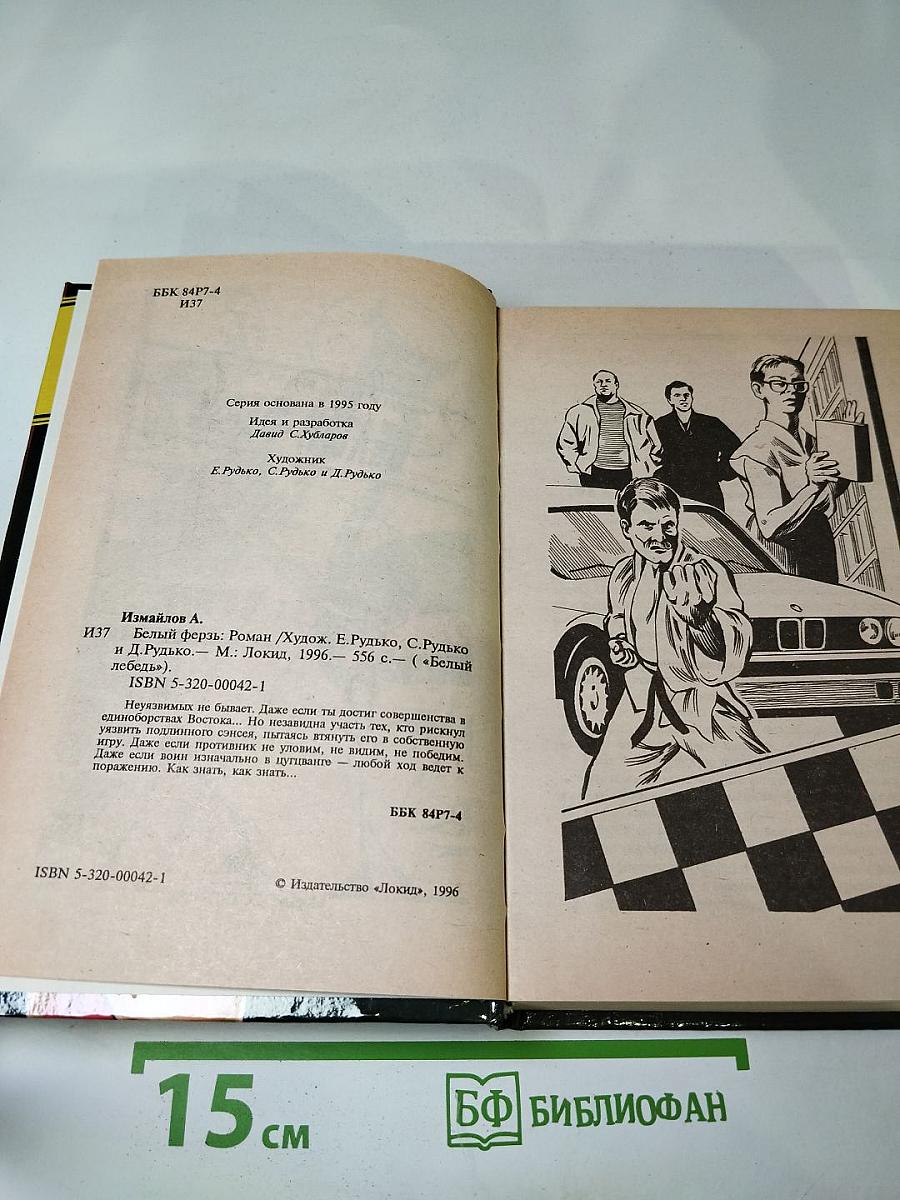 ББК 84Р7-4
И37
Серия основана в 1995 году
Идея и разработка
Давид С.Хубларов
Художник
Е.Рудько, С.Рудько и Д.Рудько
Измайлов А.
И37 Белый ферзь: Роман /Худож. Е.Рудько, С.Рудько
и Д.Рудько.— М.: Локид, 1996.— 556 с.— ( «Белый
лебедь»).
ISBN 5-320-00042-1
Неуязвимых не бывает. Даже если ты достиг совершенства в
единоборствах Востока... Но незавидна участь тех, кто рискнул
уязвить подлинного сэнсея, пытаясь втянуть его в собственную
игру. Даже если противник не уловим, не видим, не победим.
Даже если воин изначально в цугцванге — любой ход ведет к
поражению. Как знать, как знать...
ББК 84Р7-4
ISBN 5-320-00042-1
© Издательство «Локид», 1996
15 см
БФ БИБЛИОФАН